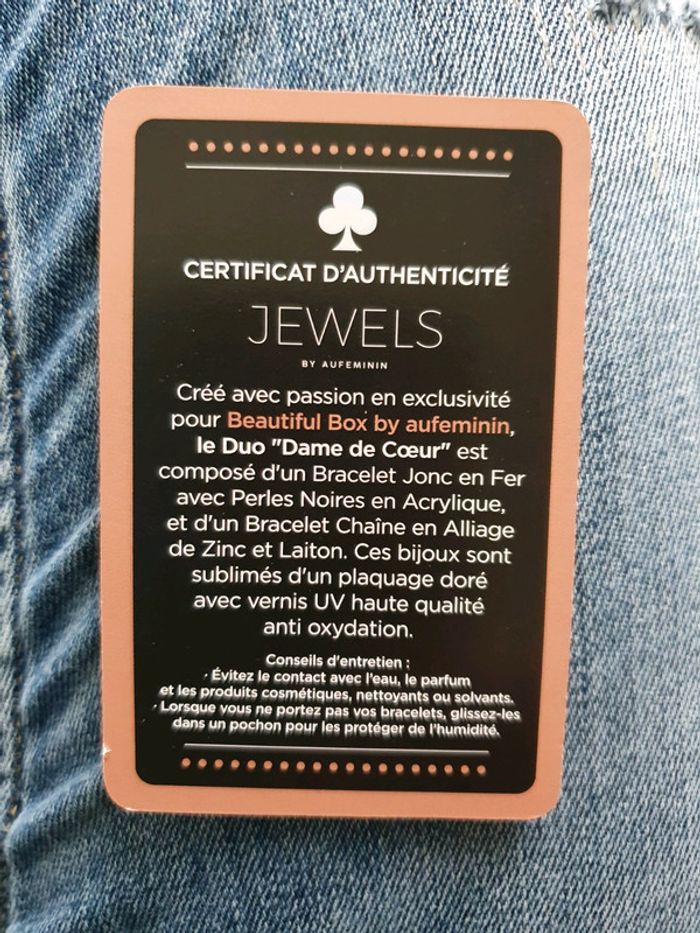 CERTIFICAT D'AUTHENTICITÉ
JEWELS
BY AUFEMININ
Créé avec passion en exclusivité
pour Beautiful Box by aufeminin,
le Duo "Dame de Cœur" est
composé d'un Bracelet Jonc en Fer
avec Perles Noires en Acrylique,
et d'un Bracelet Chaîne en Alliage
de Zinc et Laiton. Ces bijoux sont
sublimés d'un plaquage doré
avec vernis UV haute qualité
anti oxydation.
Conseils d'entretien :
· Évitez le contact avec l'eau, le parfum
et les produits cosmétiques, nettoyants ou solvants.
· Lorsque vous ne portez pas vos bracelets, glissez-les
dans un pochon pour les protéger de l'humidité.